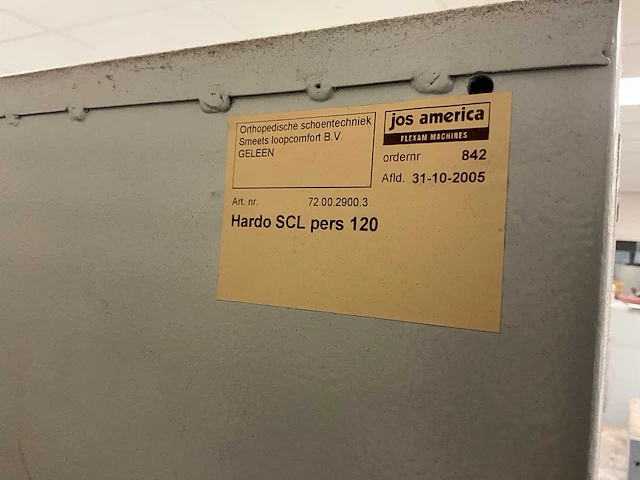 Orthopedische schoentechniek
Smeets loopcomfort B.V.
GELEEN
jos america
FLEXAM MACHINES
ordernr 842
Afld. 31-10-2005
Art. nr. 72.00.2900.3
Hardo SCL pers 120